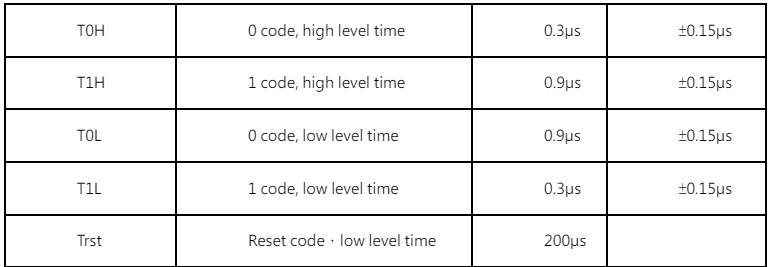 T0H 0 code, high level time 0.3μs ±0.15μs
T1H 1 code, high level time 0.9μs ±0.15μs
T0L 0 code, low level time 0.9μs ±0.15μs
T1L 1 code, low level time 0.3μs ±0.15μs
Trst Reset code，low level time 200μs